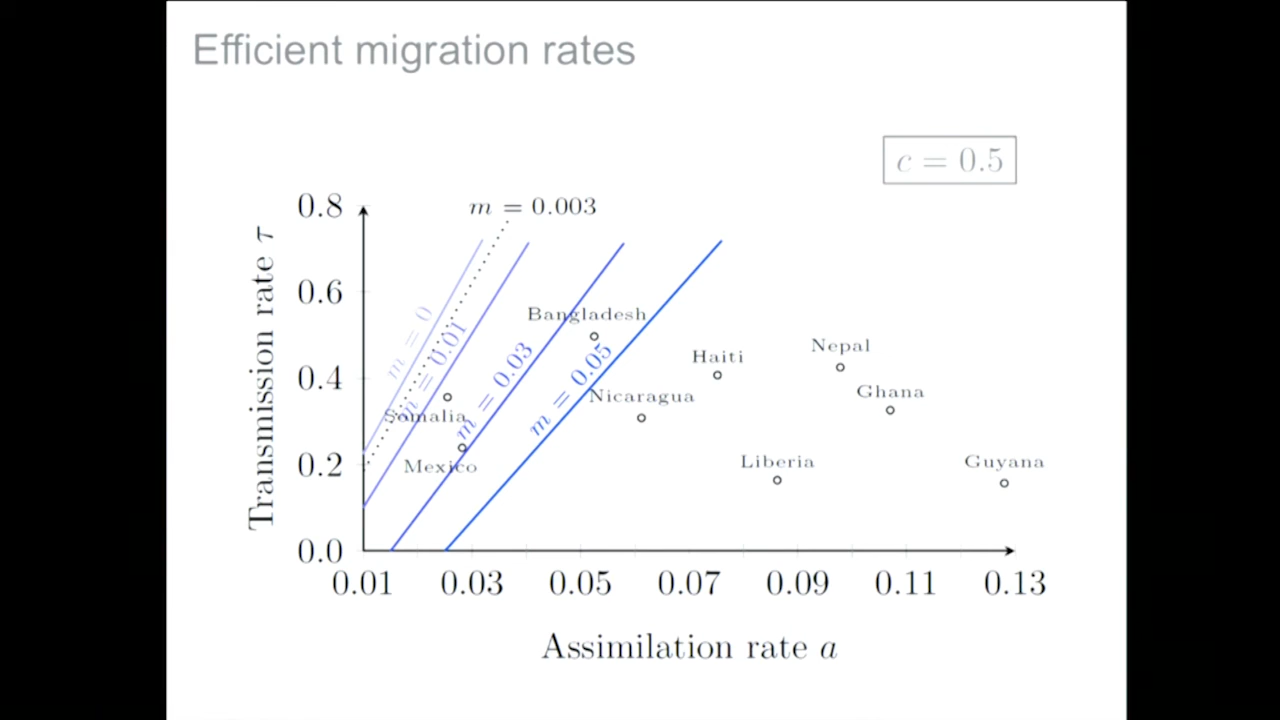 Efficient migration rates
c = 0.5
Transmission rate τ
0.8
0.6
0.4
0.2
0.0
m = 0.003
m = 0
m = 0.01
m = 0.03
m = 0.05
Bangladesh
Nepal
Haiti
Ghana
Nicaragua
Somalia
Mexico
Liberia
Guyana
0.01 0.03 0.05 0.07 0.09 0.11 0.13
Assimilation rate a